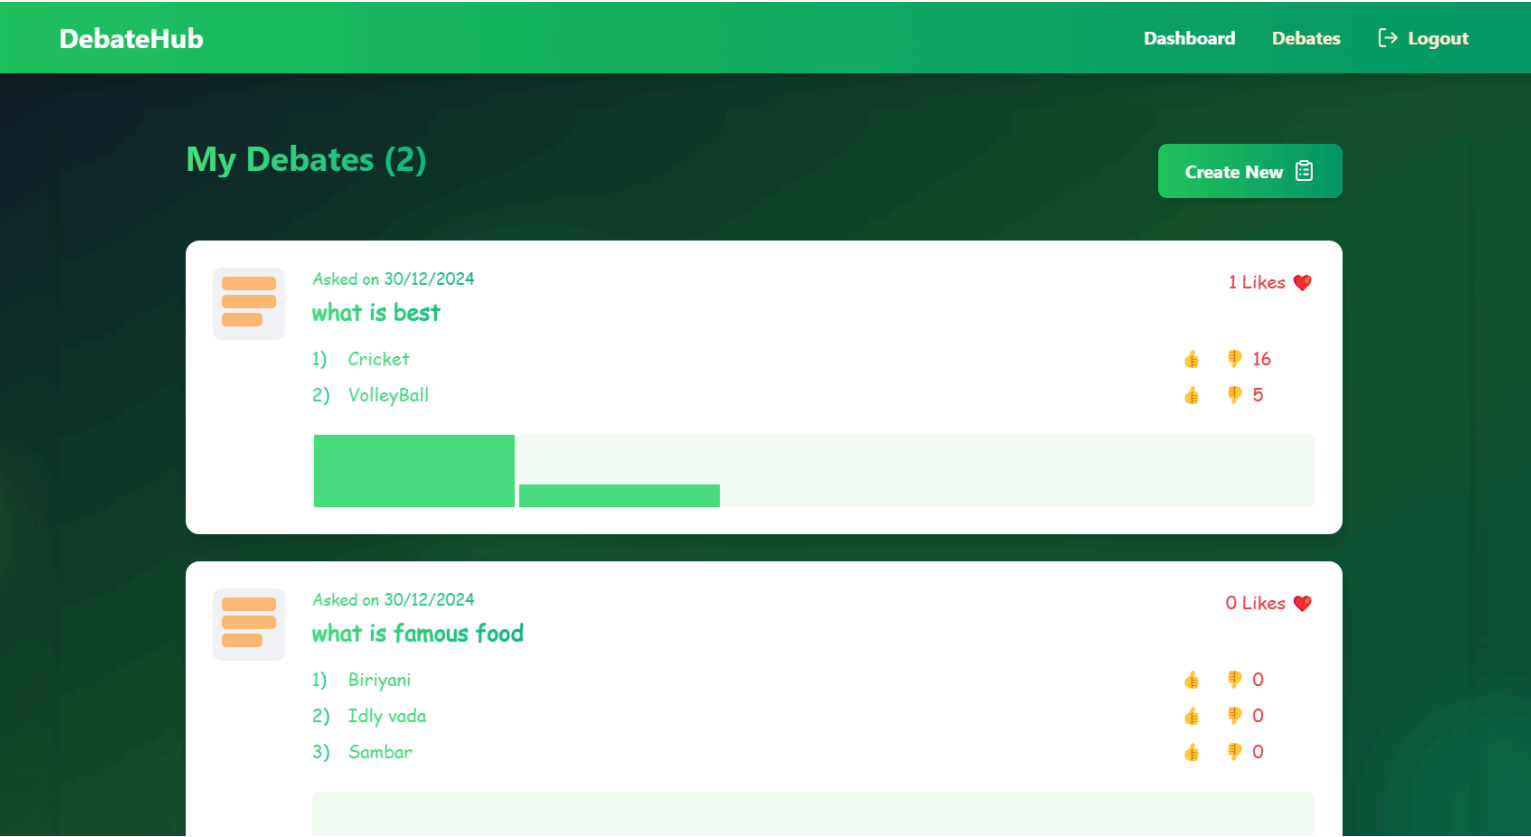 DebateHub
Dashboard Debates Logout
My Debates (2)
Create New
Asked on 30/12/2024
1 Likes ❤️
what is best
1) Cricket 👍 👎 16
2) VolleyBall 👍 👎 5
Asked on 30/12/2024
0 Likes ❤️
what is famous food
1) Biriyani 👍 👎 0
2) Idly vada 👍 👎 0
3) Sambar 👍 👎 0